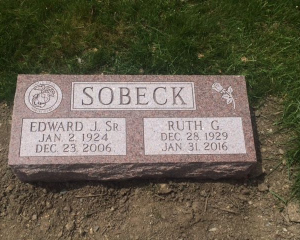 SOBECK
EDWARD J. SR
JAN. 2, 1924
DEC. 23, 2006
RUTH G.
DEC. 28, 1929
JAN. 31, 2016